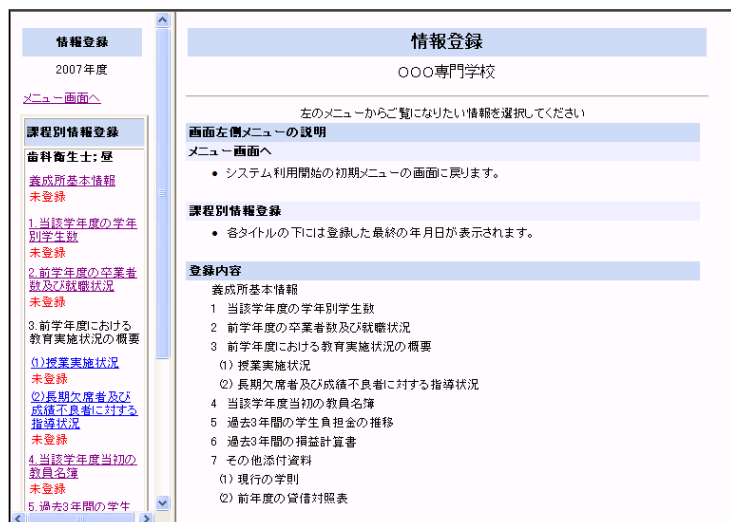 情報登録
2007年度
メニュー画面へ
課程別情報登録
歯科衛生士;昼
養成所基本情報
未登録
1.当該学年度の学年
別学生数
未登録
2.前学年度の卒業者
数及び就職状況
未登録
3.前学年度における
教育実施状況の概要
(1)授業実施状況
未登録
(2)長期欠席者及び
成績不良者に対する
指導状況
未登録
4.当該学年度当初の
教員名簿
未登録
5.過去3年間の学生
情報登録
○○○専門学校
左のメニューからご覧になりたい情報を選択してください
画面左側メニューの説明
メニュー画面へ
● システム利用開始の初期メニューの画面に戻ります。
課程別情報登録
● 各タイトルの下には登録した最終の年月日が表示されます。
登録内容
養成所基本情報
1 当該学年度の学年別学生数
2 前学年度の卒業者数及び就職状況
3 前学年度における教育実施状況の概要
(1) 授業実施状況
(2) 長期欠席者及び成績不良者に対する指導状況
4 当該学年度当初の教員名簿
5 過去3年間の学生負担金の推移
6 過去3年間の損益計算書
7 その他添付資料
(1) 現行の学則
(2) 前年度の貸借対照表